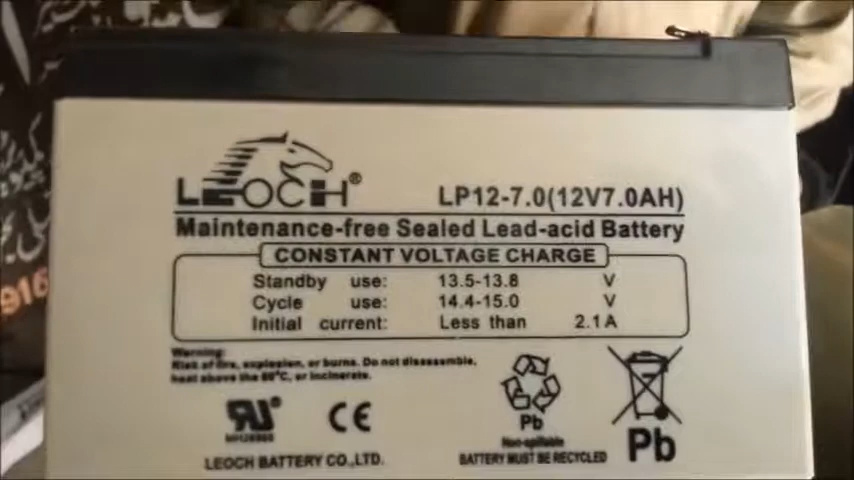 LEOCH®
LP12-7.0(12V7.0AH)
Maintenance-free Sealed Lead-acid Battery
CONSTANT VOLTAGE CHARGE
Standby use: 13.5-13.8 V
Cycle use: 14.4-15.0 V
Initial current: Less than 2.1A
Warning:
Risk of fire, explosion, or burns. Do not disassemble,
heat above the 60°C, or incinerate.
Pb
Non-spillable
LEOCH BATTERY CO.,LTD.
BATTERY MUST BE RECYCLED
Pb
CE
916